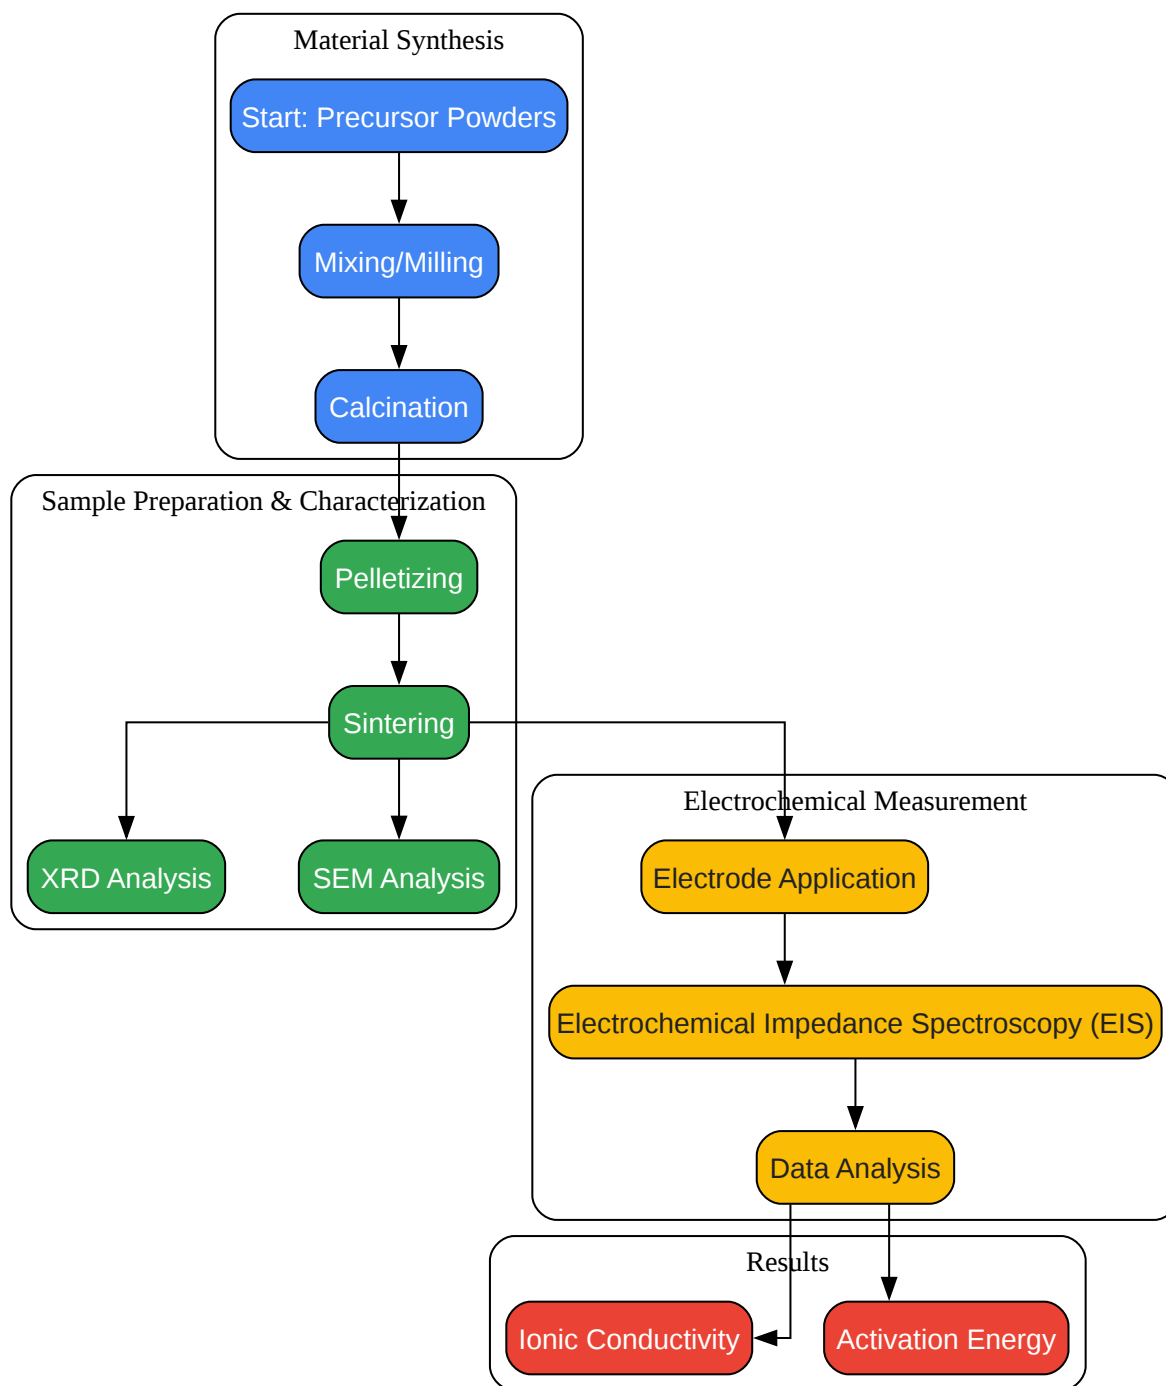 Material Synthesis
Start: Precursor Powders
Mixing/Milling
Calcination
Sample Preparation & Characterization
Pelletizing
Sintering
XRD Analysis
SEM Analysis
Electrochemical Measurement
Electrode Application
Electrochemical Impedance Spectroscopy (EIS)
Data Analysis
Results
Ionic Conductivity
Activation Energy